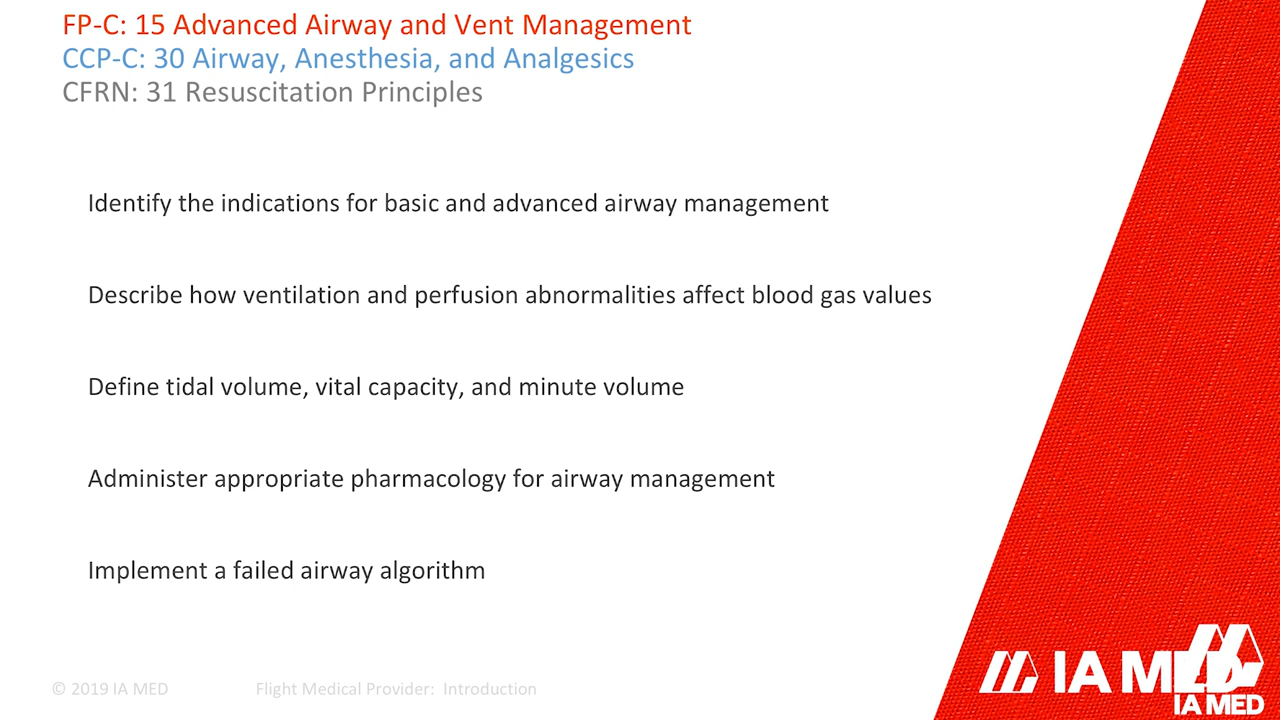 FP-C: 15 Advanced Airway and Vent Management
CCP-C: 30 Airway, Anesthesia, and Analgesics
CFRN: 31 Resuscitation Principles
Identify the indications for basic and advanced airway management
Describe how ventilation and perfusion abnormalities affect blood gas values
Define tidal volume, vital capacity, and minute volume
Administer appropriate pharmacology for airway management
Implement a failed airway algorithm
© 2019 IA MED
Flight Medical Provider: Introduction
IA MED
IA MED